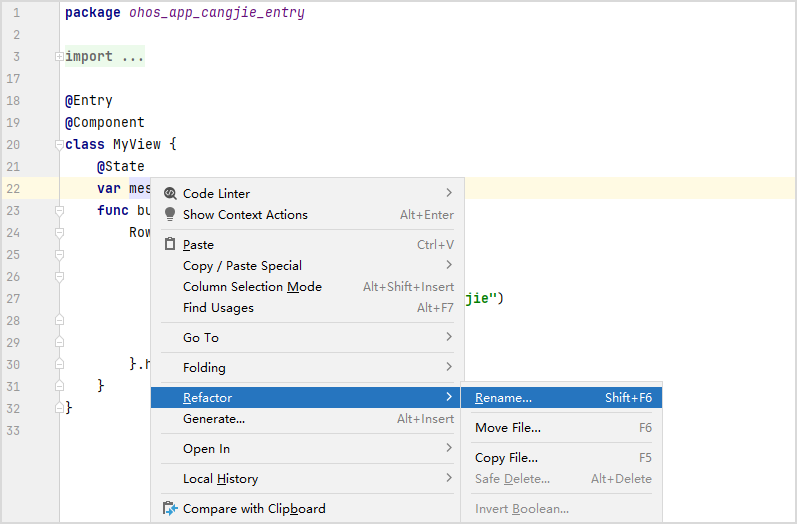 1 package ohos_app_cangjie_entry
2
3 import ...
17
18 @Entry
19 @Component
20 class MyView {
21 @State
22 var mes
23 func bu
24 Row
25
26
27 jie")
28
29
30 }.h
31 }
32 }
33
Code Linter
Show Context Actions Alt+Enter
Paste Ctrl+V
Copy / Paste Special
Column Selection Mode Alt+Shift+Insert
Find Usages Alt+F7
Go To
Folding
Refactor
Generate... Alt+Insert
Open In
Local History
Compare with Clipboard
Rename... Shift+F6
Move File... F6
Copy File... F5
Safe Delete... Alt+Delete
Invert Boolean...